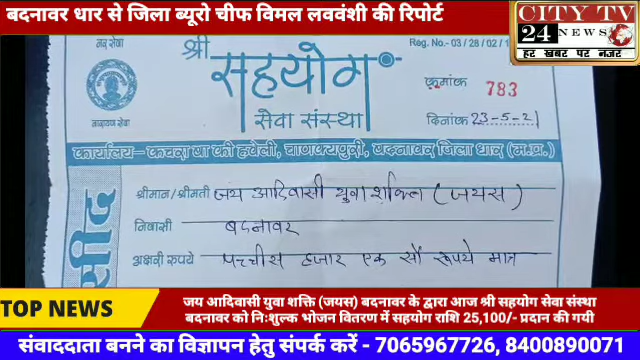 बदनावर धार से जिला ब्यूरो चीफ विमल लववंशी की रिपोर्ट
CITY TV
24 NEWS
हर खबर पर नजर
नर सेवा
नारायण सेवा
श्री
सहयोग
सेवा संस्था
Reg. No.- 03 / 28 / 02 / 1
क्रमांक 783
दिनांक 23-5-21
कार्यालय- कचरा बा की हवेली, चाणक्यपुरी, बदनावर जिला धार (म.प्र.)
श्रीमान/श्रीमती जय आदिवासी युवा शक्ति (जयस)
निवासी बदनावर
अक्षरी रुपये पच्चीस हजार एक सौ रूपये मात्र
TOP NEWS
जय आदिवासी युवा शक्ति (जयस) बदनावर के द्वारा आज श्री सहयोग सेवा संस्था
बदनावर को निःशुल्क भोजन वितरण में सहयोग राशि 25,100/- प्रदान की गयी
संवाददाता बनने का विज्ञापन हेतु संपर्क करें - 7065967726, 8400890071